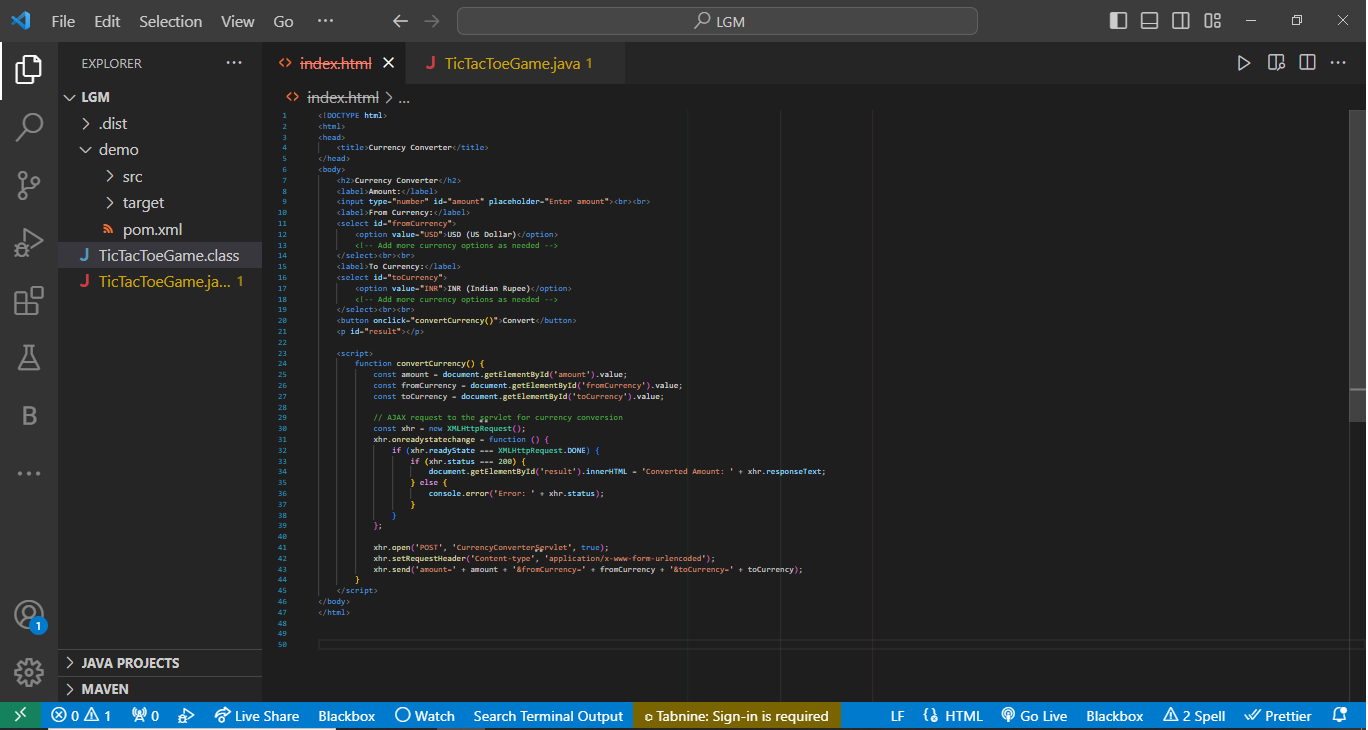 File Edit Selection View Go ··· LGM
EXPLORER ···
LGM
.dist
demo
src
target
pom.xml
TicTacToeGame.class
TicTacToeGame.ja... 1
JAVA PROJECTS
MAVEN
index.html
TicTacToeGame.java 1
index.html > ...
1 <!DOCTYPE html>
2 <html>
3 <head>
4 <title>Currency Converter</title>
5 </head>
6 <body>
7 <h2>Currency Converter</h2>
8 <label>Amount:</label>
9 <input type="number" id="amount" placeholder="Enter amount"><br><br>
10 <label>From Currency:</label>
11 <select id="fromCurrency">
12 <option value="USD">USD (US Dollar)</option>
13 <!-- Add more currency options as needed -->
14 </select><br><br>
15 <label>To Currency:</label>
16 <select id="toCurrency">
17 <option value="INR">INR (Indian Rupee)</option>
18 <!-- Add more currency options as needed -->
19 </select><br><br>
20 <button onclick="convertCurrency()">Convert</button>
21 <p id="result"></p>
22
23 <script>
24 function convertCurrency() {
25 const amount = document.getElementById('amount').value;
26 const fromCurrency = document.getElementById('fromCurrency').value;
27 const toCurrency = document.getElementById('toCurrency').value;
28
29 // AJAX request to the servlet for currency conversion
30 const xhr = new XMLHttpRequest();
31 xhr.onreadystatechange = function () {
32 if (xhr.readyState === XMLHttpRequest.DONE) {
33 if (xhr.status === 200) {
34 document.getElementById('result').innerHTML = 'Converted Amount: ' + xhr.responseText;
35 } else {
36 console.error('Error: ' + xhr.status);
37 }
38 }
39 };
40
41 xhr.open('POST', 'CurrencyConverterServlet', true);
42 xhr.setRequestHeader('Content-type', 'application/x-www-form-urlencoded');
43 xhr.send('amount=' + amount + '&fromCurrency=' + fromCurrency + '&toCurrency=' + toCurrency);
44 }
45 </script>
46 </body>
47 </html>
48
49
50
B
1
0 1 0 Live Share Blackbox Watch Search Terminal Output Tabnine: Sign-in is required LF HTML Go Live Blackbox 2 Spell Prettier